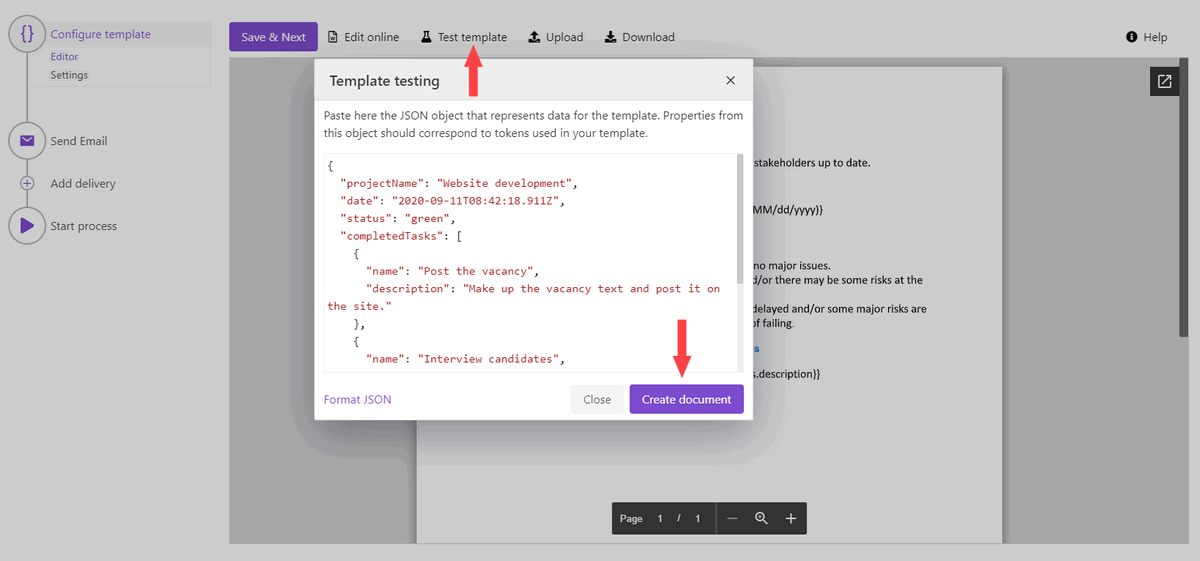 {}
Configure template
Editor
Settings
Send Email
Add delivery
Start process
Save & Next
Edit online
Test template
Upload
Download
Help
Template testing
Paste here the JSON object that represents data for the template. Properties from
this object should correspond to tokens used in your template.
{
"projectName": "Website development",
"date": "2020-09-11T08:42:18.911Z",
"status": "green",
"completedTasks": [
{
"name": "Post the vacancy",
"description": "Make up the vacancy text and post it on
the site."
},
{
"name": "Interview candidates",
Format JSON
Close
Create document
stakeholders up to date.
MM/dd/yyyy)}
no major issues.
d/or there may be some risks at the
delayed and/or some major risks are
of failing.
s
s.description}}
Page 1 / 1